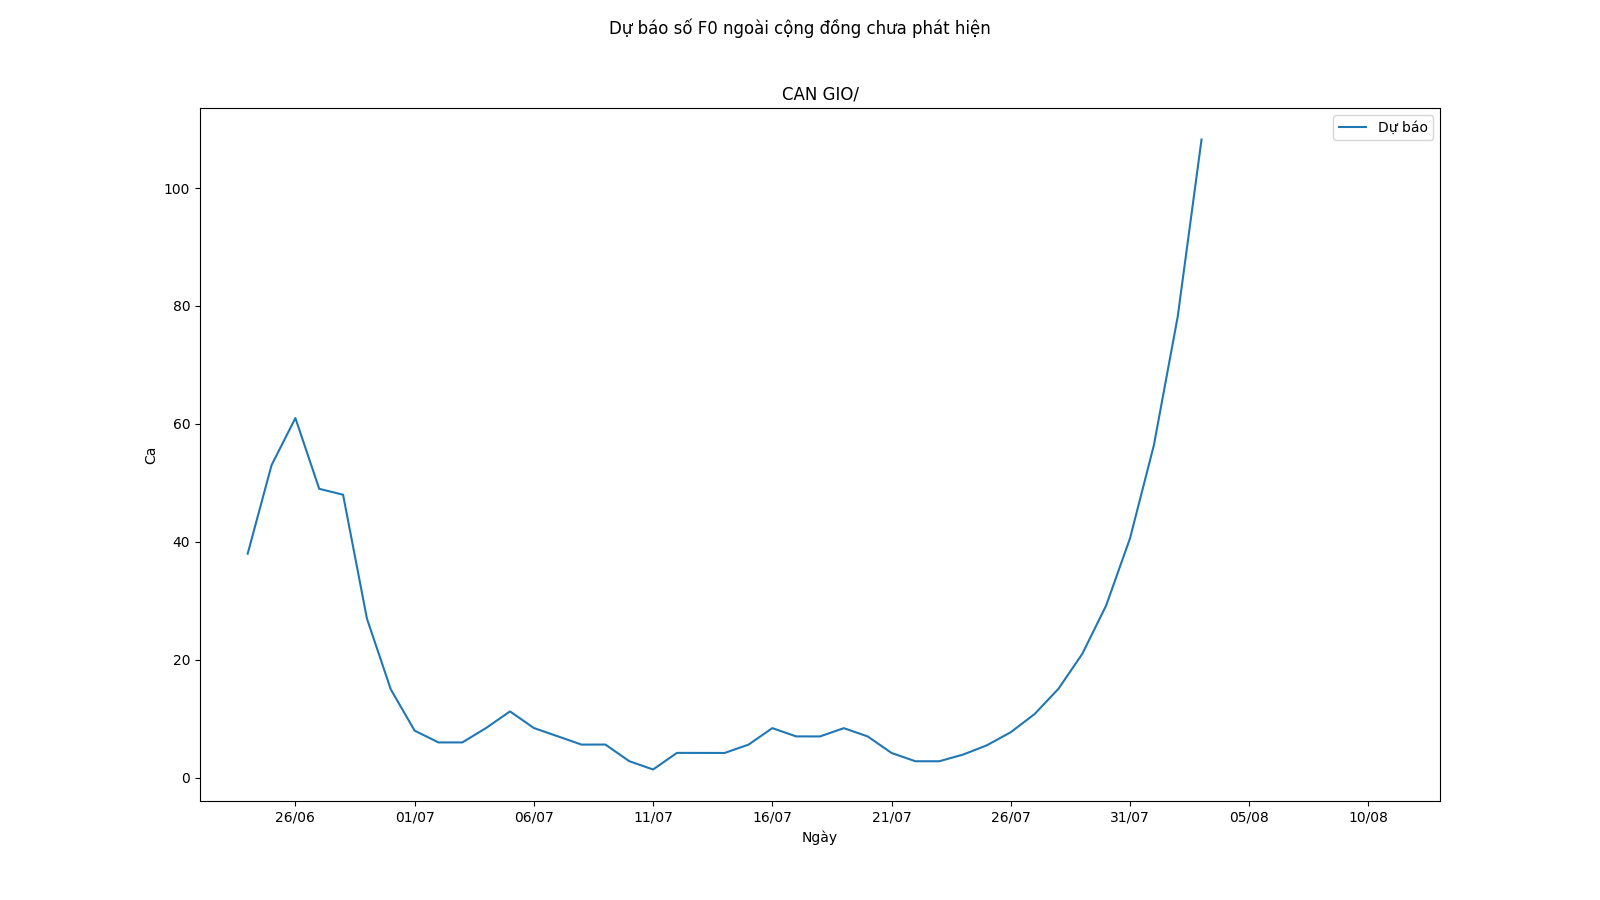 Dự báo số F0 ngoài cộng đồng chưa phát hiện
CAN GIO/
Dự báo
100
80
60
40
20
0
Ca
26/06 01/07 06/07 11/07 16/07 21/07 26/07 31/07 05/08 10/08
Ngày